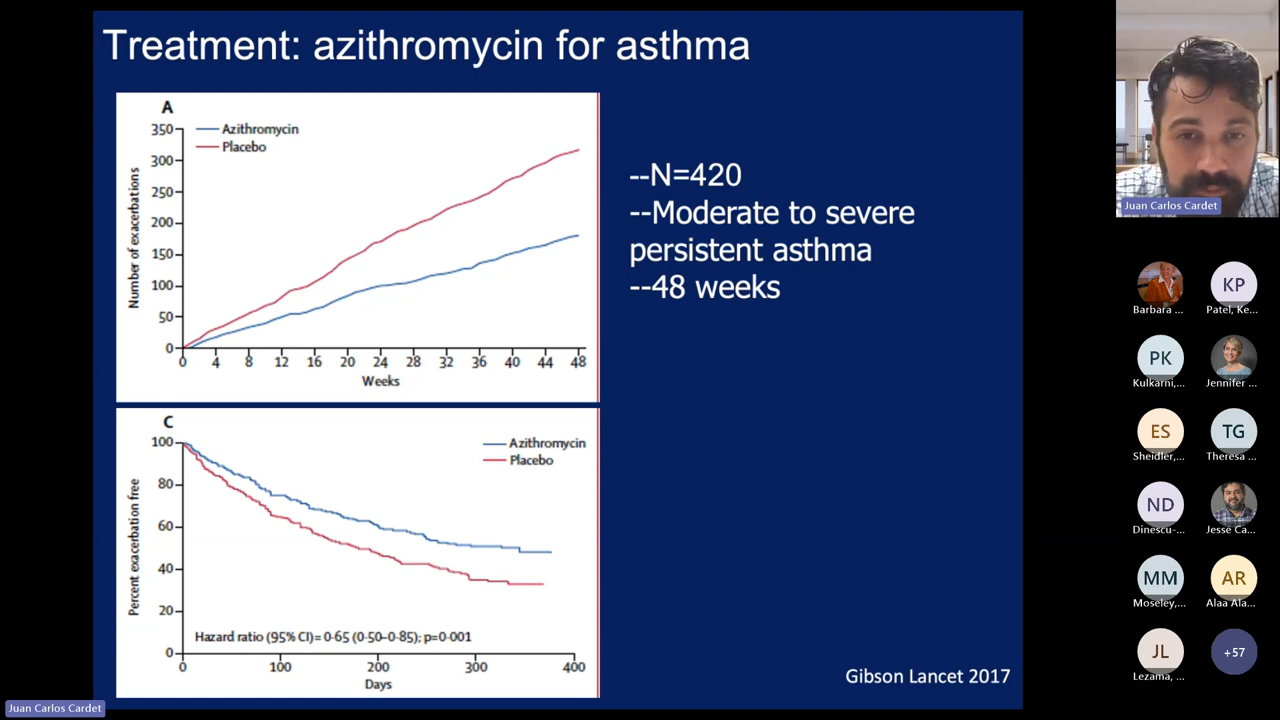 Treatment: azithromycin for asthma
A
350
300
250
200
150
100
50
0
Number of exacerbations
Azithromycin
Placebo
0 4 8 12 16 20 24 28 32 36 40 44 48
Weeks
C
100
80
60
40
20
0
Percent exacerbation free
Azithromycin
Placebo
Hazard ratio (95% CI)= 0·65 (0·50–0·85); p=0·001
0 100 200 300 400
Days
--N=420
--Moderate to severe
persistent asthma
--48 weeks
Gibson Lancet 2017
Juan Carlos Cardet
Barbara ...
KP
Patel, Ke...
PK
Kulkarni,...
Jennifer ...
ES
Sheidler,...
TG
Theresa ...
ND
Dinescu-...
Jesse Ca...
MM
Moseley,...
AR
Alaa Ala...
JL
Lezama, ...
+57
Juan Carlos Cardet